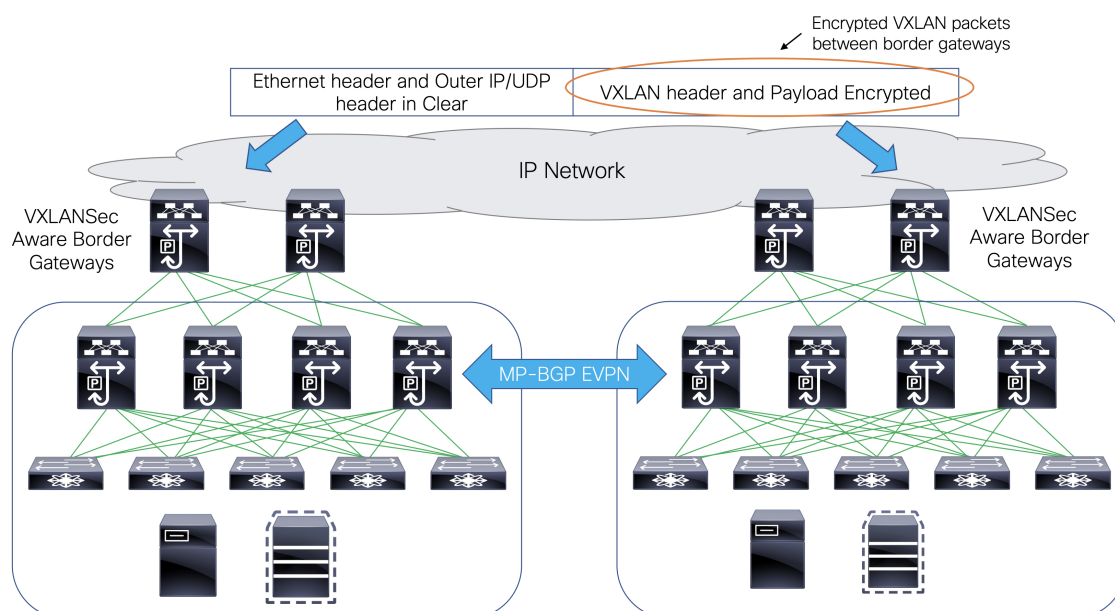 Encrypted VXLAN packets
between border gateways
Ethernet header and Outer IP/UDP
header in Clear
VXLAN header and Payload Encrypted
IP Network
VXLANSec
Aware Border
Gateways
VXLANSec
Aware Border
Gateways
P
P
P
P
P
P
P
P
MP-BGP EVPN
P
P
P
P